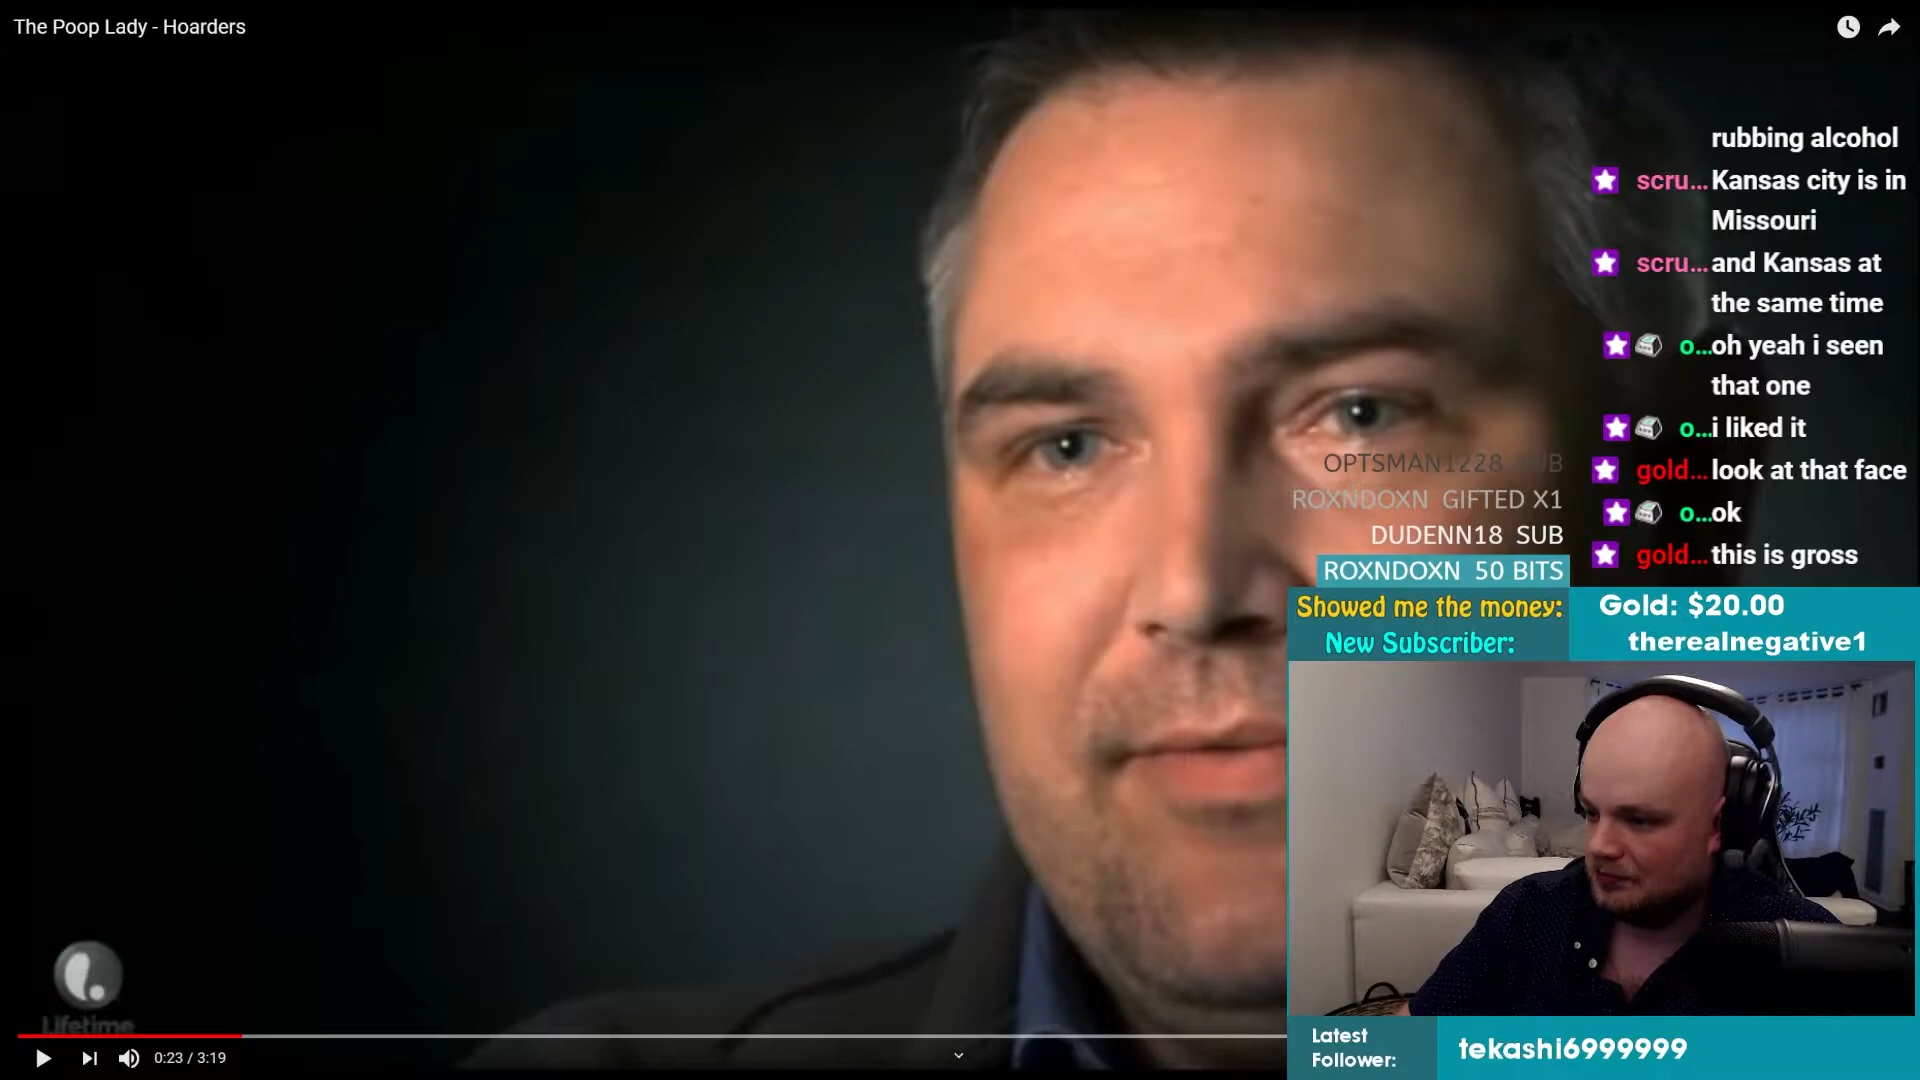 The Poop Lady - Hoarders
rubbing alcohol
scru... Kansas city is in
Missouri
scru... and Kansas at
the same time
o... oh yeah i seen
that one
o... i liked it
gold... look at that face
o... ok
gold... this is gross
OPTSMAN1228 SUB
ROXNDOXN GIFTED X1
DUDENN18 SUB
ROXNDOXN 50 BITS
Showed me the money: Gold: $20.00
New Subscriber: therealnegative1
Lifetime
0:23 / 3:19
Latest
Follower: tekashi6999999